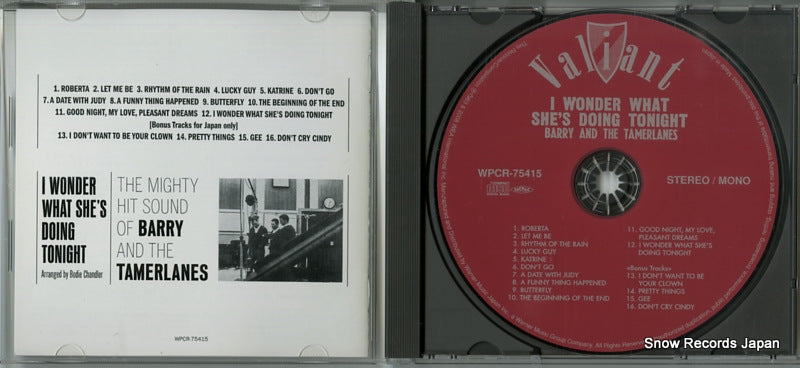 1. ROBERTA 2. LET ME BE 3. RHYTHM OF THE RAIN 4. LUCKY GUY 5. KATRINE 6. DON'T GO
7. A DATE WITH JUDY 8. A FUNNY THING HAPPENED 9. BUTTERFLY 10. THE BEGINNING OF THE END
11. GOOD NIGHT, MY LOVE, PLEASANT DREAMS 12. I WONDER WHAT SHE'S DOING TONIGHT
[Bonus Tracks for Japan only]
13. I DON'T WANT TO BE YOUR CLOWN 14. PRETTY THINGS 15. GEE 16. DON'T CRY CINDY
I WONDER
WHAT SHE'S
DOING
TONIGHT
Arranged by Bodie Chandler
THE MIGHTY
HIT SOUND
OF BARRY
AND THE
TAMERLANES
WPCR-75415
Valiant
I WONDER WHAT
SHE'S DOING TONIGHT
BARRY AND THE TAMERLANES
WPCR-75415
STEREO / MONO
1. ROBERTA
2. LET ME BE
3. RHYTHM OF THE RAIN
4. LUCKY GUY
5. KATRINE
6. DON'T GO
7. A DATE WITH JUDY
8. A FUNNY THING HAPPENED
9. BUTTERFLY
10. THE BEGINNING OF THE END
11. GOOD NIGHT, MY LOVE,
PLEASANT DREAMS
12. I WONDER WHAT SHE'S
DOING TONIGHT
«Bonus Tracks»
13. I DON'T WANT TO BE
YOUR CLOWN
14. PRETTY THINGS
15. GEE
16. DON'T CRY CINDY
Snow Records Japan